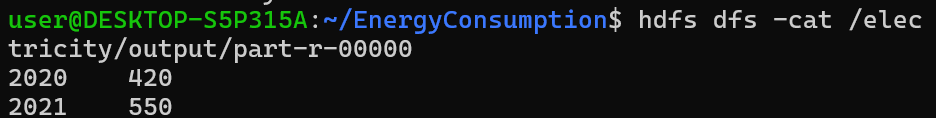 user@DESKTOP-S5P315A:~/EnergyConsumption$ hdfs dfs -cat /elec
tricity/output/part-r-00000
2020    420
2021    550